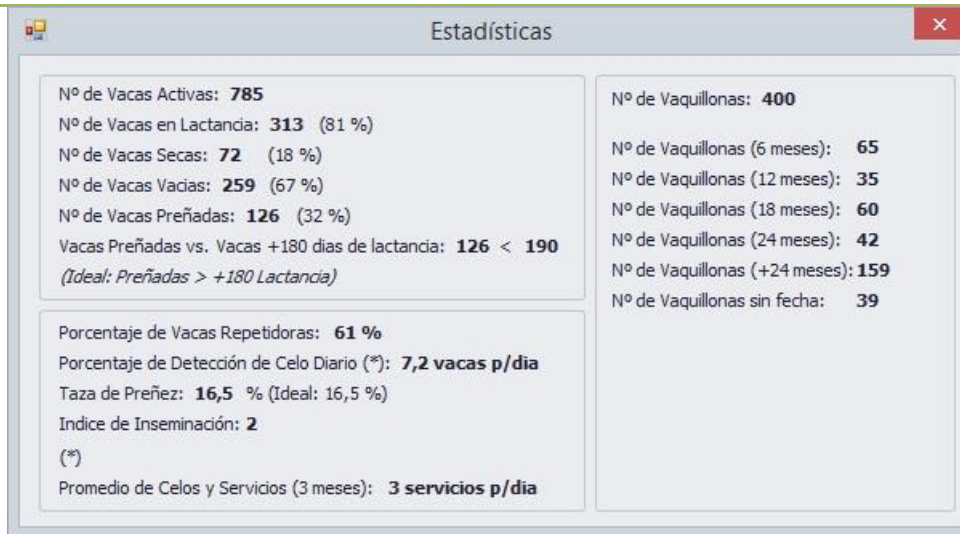 Estadísticas
Nº de Vacas Activas: 785
Nº de Vacas en Lactancia: 313 (81 %)
Nº de Vacas Secas: 72 (18 %)
Nº de Vacas Vacias: 259 (67 %)
Nº de Vacas Preñadas: 126 (32 %)
Vacas Preñadas vs. Vacas +180 dias de lactancia: 126 < 190
(Ideal: Preñadas > +180 Lactancia)
Porcentaje de Vacas Repetidoras: 61 %
Porcentaje de Detección de Celo Diario (*): 7,2 vacas p/dia
Taza de Preñez: 16,5 % (Ideal: 16,5 %)
Indice de Inseminación: 2
(*)
Promedio de Celos y Servicios (3 meses): 3 servicios p/dia
Nº de Vaquillonas: 400
Nº de Vaquillonas (6 meses): 65
Nº de Vaquillonas (12 meses): 35
Nº de Vaquillonas (18 meses): 60
Nº de Vaquillonas (24 meses): 42
Nº de Vaquillonas (+24 meses): 159
Nº de Vaquillonas sin fecha: 39